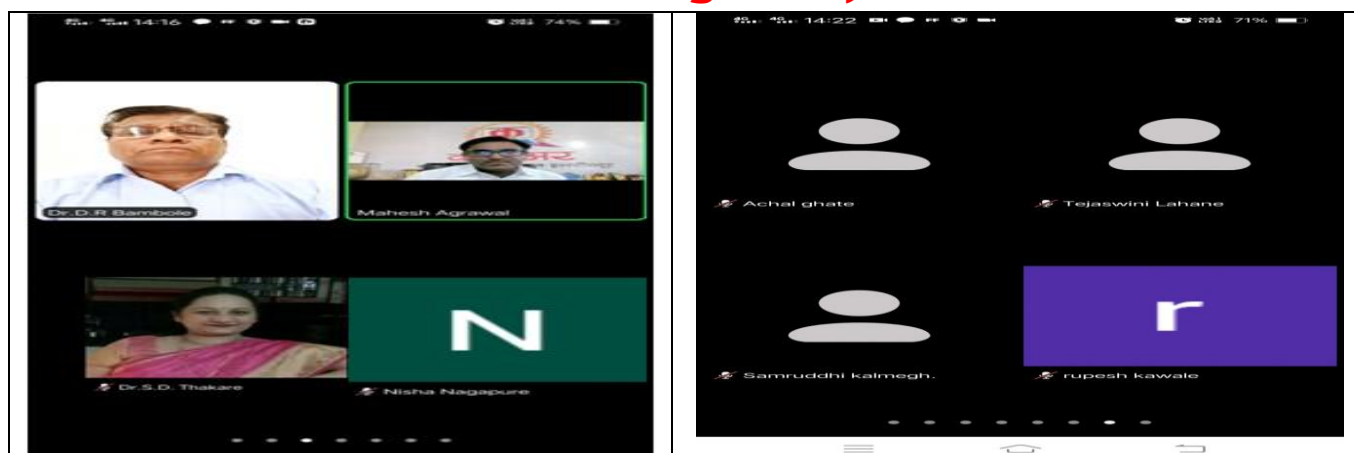 14:16
74%
Dr.D.R Bambole
Mahesh Agrawal
N
Dr.S.D. Thakare
Nisha Nagapure
14:22
71%
Achal ghate
Tejaswini Lahane
r
Samruddhi kalmegh.
rupesh kawale